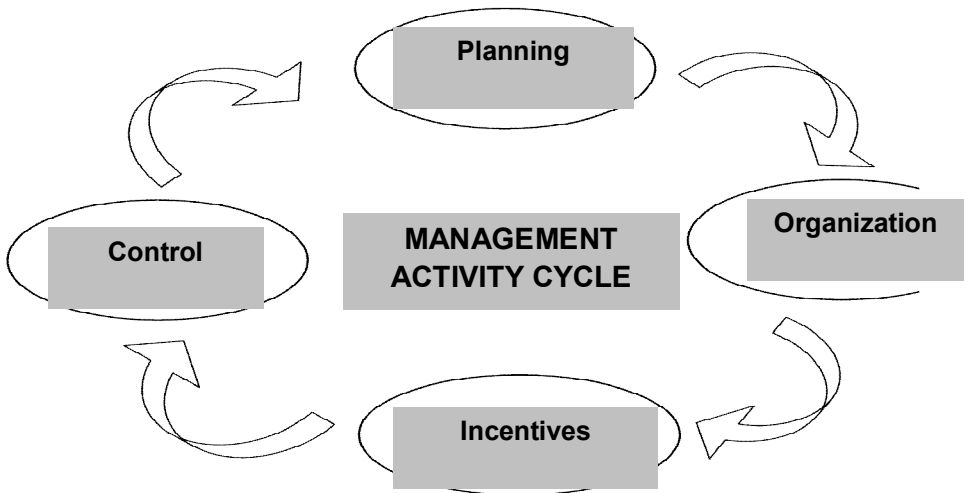 Planning
Organization
MANAGEMENT
ACTIVITY CYCLE
Control
Incentives